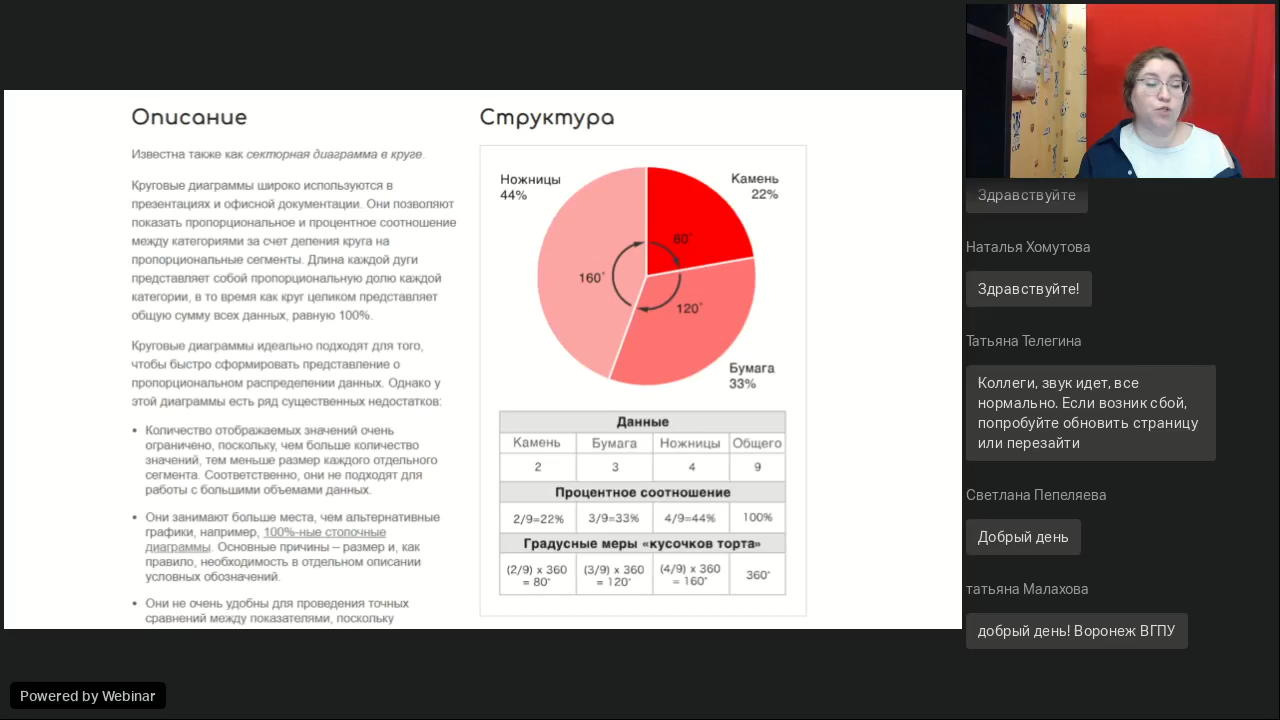 Описание
Известна также как секторная диаграмма в круге.
Круговые диаграммы широко используются в
презентациях и офисной документации. Они позволяют
показать пропорциональное и процентное соотношение
между категориями за счет деления круга на
пропорциональные сегменты. Длина каждой дуги
представляет собой пропорциональную долю каждой
категории, в то время как круг целиком представляет
общую сумму всех данных, равную 100%.
Круговые диаграммы идеально подходят для того,
чтобы быстро сформировать представление о
пропорциональном распределении данных. Однако у
этой диаграммы есть ряд существенных недостатков:
• Количество отображаемых значений очень
ограничено, поскольку, чем больше количество
значений, тем меньше размер каждого отдельного
сегмента. Соответственно, они не подходят для
работы с большими объемами данных.
• Они занимают больше места, чем альтернативные
графики, например, 100%-ные столочные
диаграммы. Основные причины – размер и, как
правило, необходимость в отдельном описании
условных обозначений.
• Они не очень удобны для проведения точных
сравнений между показателями, поскольку
Структура
Ножницы
44%
Камень
22%
80°
160°
120°
Бумага
33%
Данные
Камень Бумага Ножницы Общего
2 3 4 9
Процентное соотношение
2/9=22% 3/9=33% 4/9=44% 100%
Градусные меры «кусочков торта»
(2/9) x 360 (3/9) x 360 (4/9) x 360 360°
= 80° = 120° = 160°
Здравствуйте
Наталья Хомутова
Здравствуйте!
Татьяна Телегина
Коллеги, звук идет, все
нормально. Если возник сбой,
попробуйте обновить страницу
или перезайти
Светлана Пепеляева
Добрый день
татьяна Малахова
добрый день! Воронеж ВГПУ
Powered by Webinar